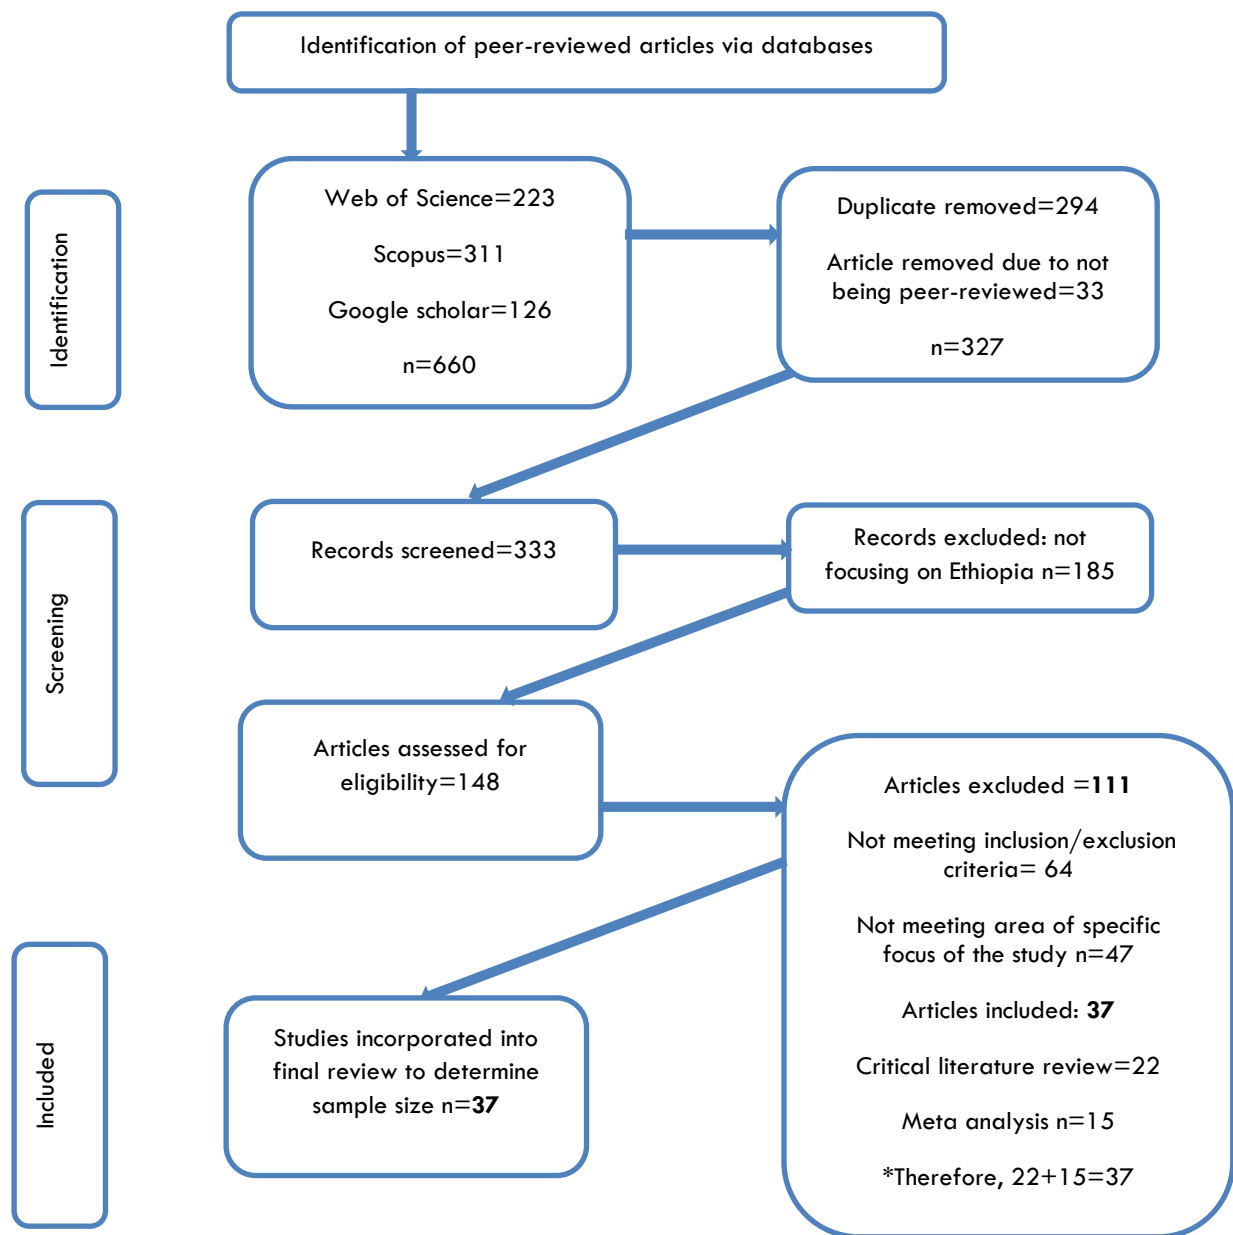 Identification of peer-reviewed articles via databases
Identification
Web of Science=223
Scopus=311
Google scholar=126
n=660
Duplicate removed=294
Article removed due to not
being peer-reviewed=33
n=327
Screening
Records screened=333
Records excluded: not
focusing on Ethiopia n=185
Articles assessed for
eligibility=148
Articles excluded =111
Not meeting inclusion/exclusion
criteria= 64
Not meeting area of specific
focus of the study n=47
Articles included: 37
Critical literature review=22
Meta analysis n=15
*Therefore, 22+15=37
Included
Studies incorporated into
final review to determine
sample size n=37